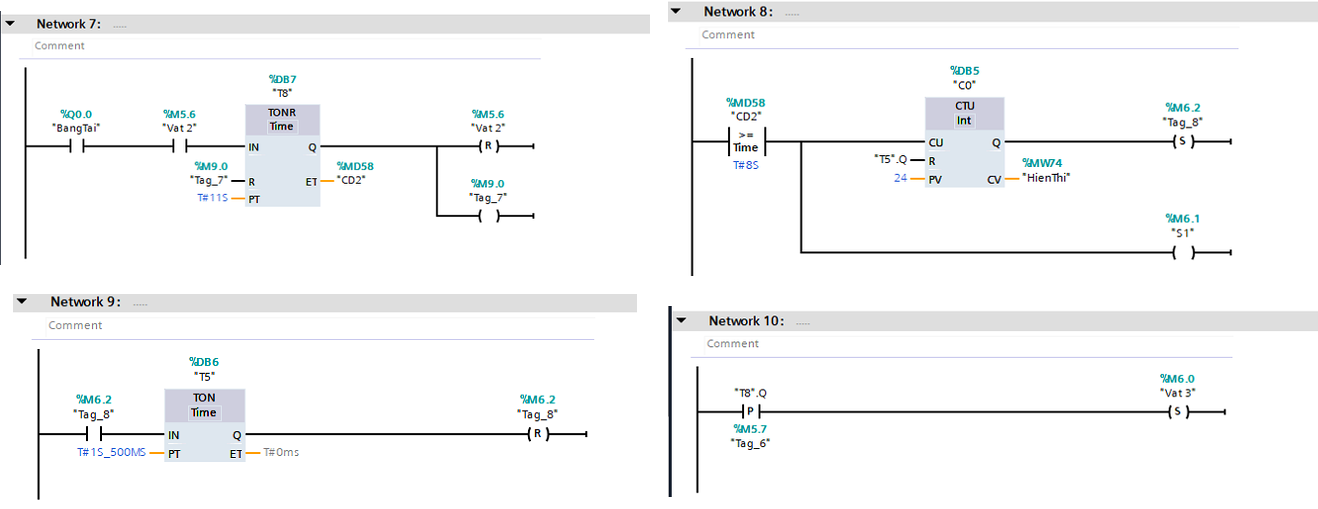 Network 7: .....
Comment
%DB7
"T8"
%Q0.0 %M5.6 TONR %M5.6
"BangTai" "Vat 2" Time "Vat 2"
IN Q R
%M9.0 %MD58
"Tag_7" R ET "CD2" %M9.0
T#11S PT "Tag_7"
Network 8: .....
Comment
%DB5
"C0"
%MD58 CTU %M6.2
"CD2" Int "Tag_8"
>= CU Q S
Time "T5".Q R %MW74
T#8S 24 PV CV "HienThi"
%M6.1
"S1"
Network 9: .....
Comment
%DB6
"T5"
%M6.2 TON %M6.2
"Tag_8" Time "Tag_8"
IN Q R
T#1S_500MS PT ET T#0ms
Network 10: .....
Comment
%M6.0
"T8".Q "Vat 3"
P S
%M5.7
"Tag_6"